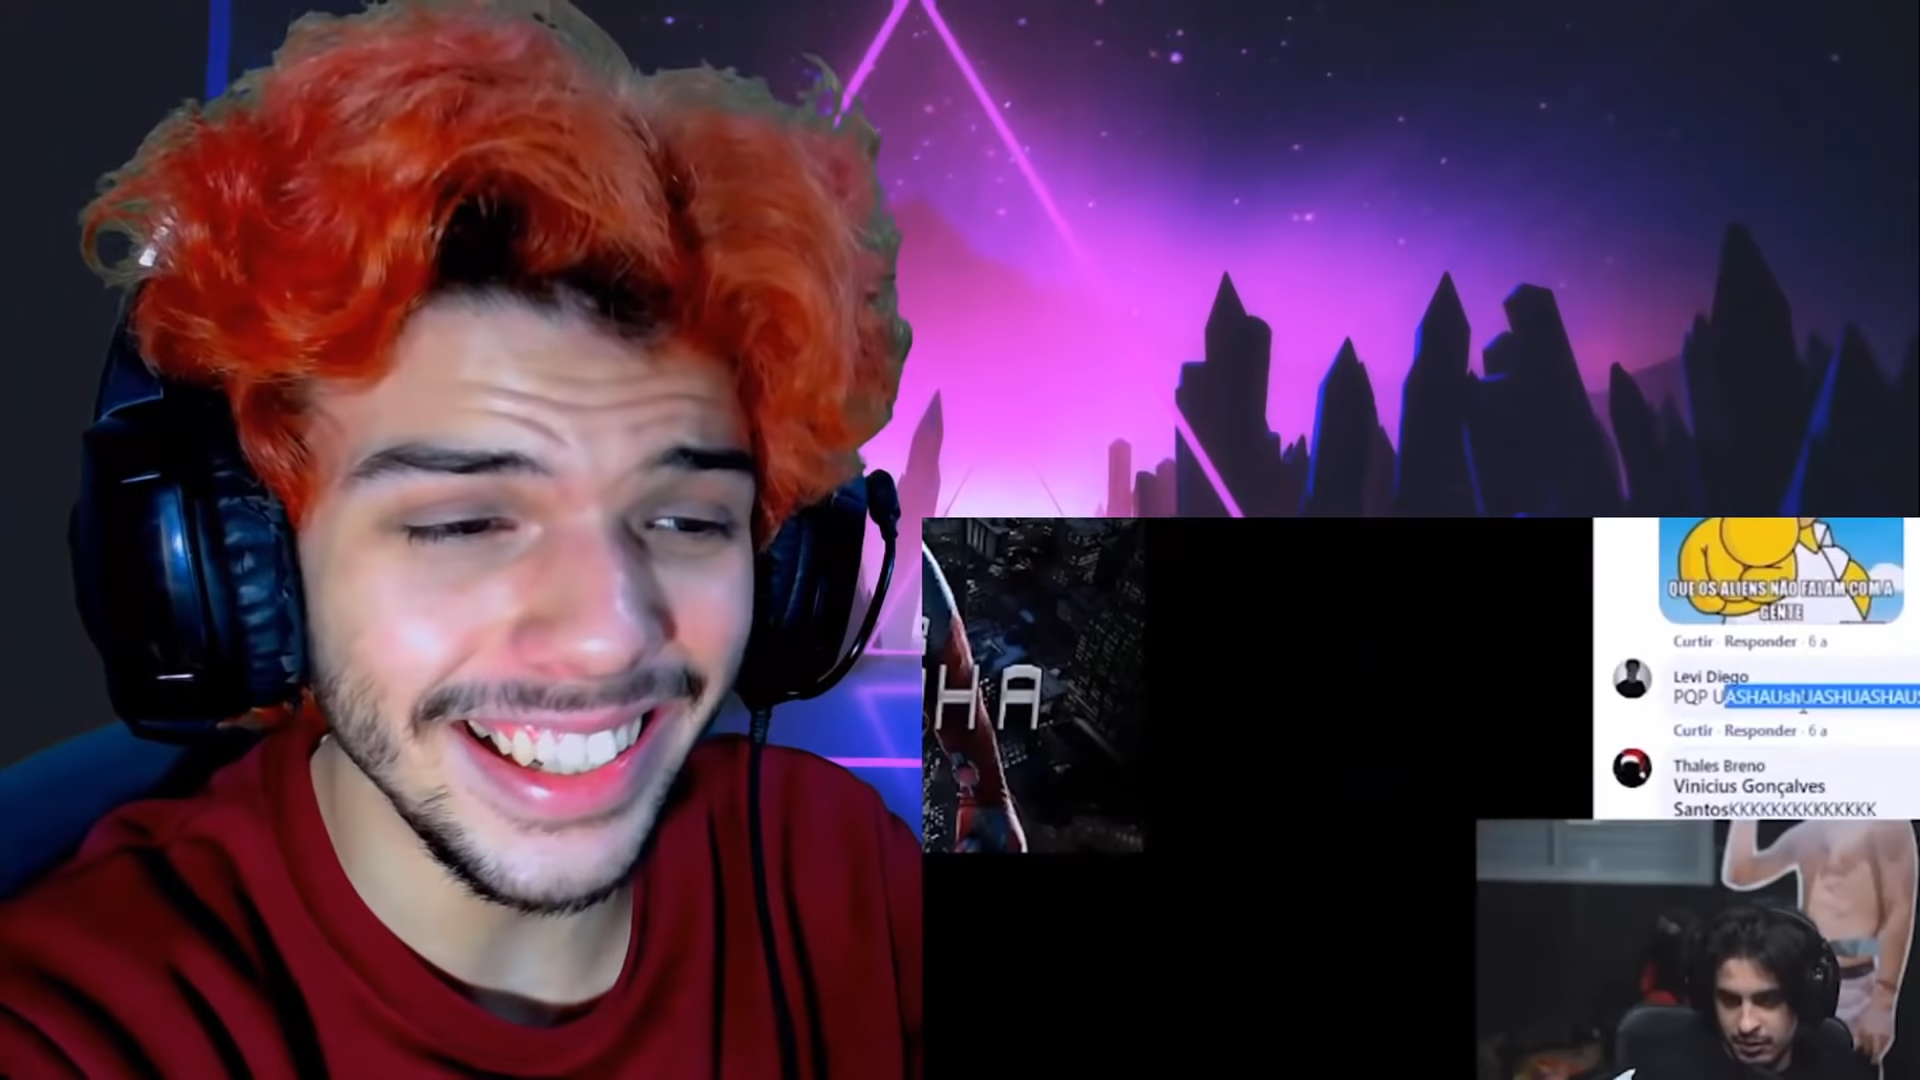 HA
QUE OS ALIENS NÃO FALAM COM A
GENTE
Curtir · Responder · 6 a
Levi Diego
PQP UASHAUshUASHUASHAUS
Curtir · Responder · 6 a
Thales Breno
Vinicius Gonçalves
SantosKKKKKKKKKKKKKK